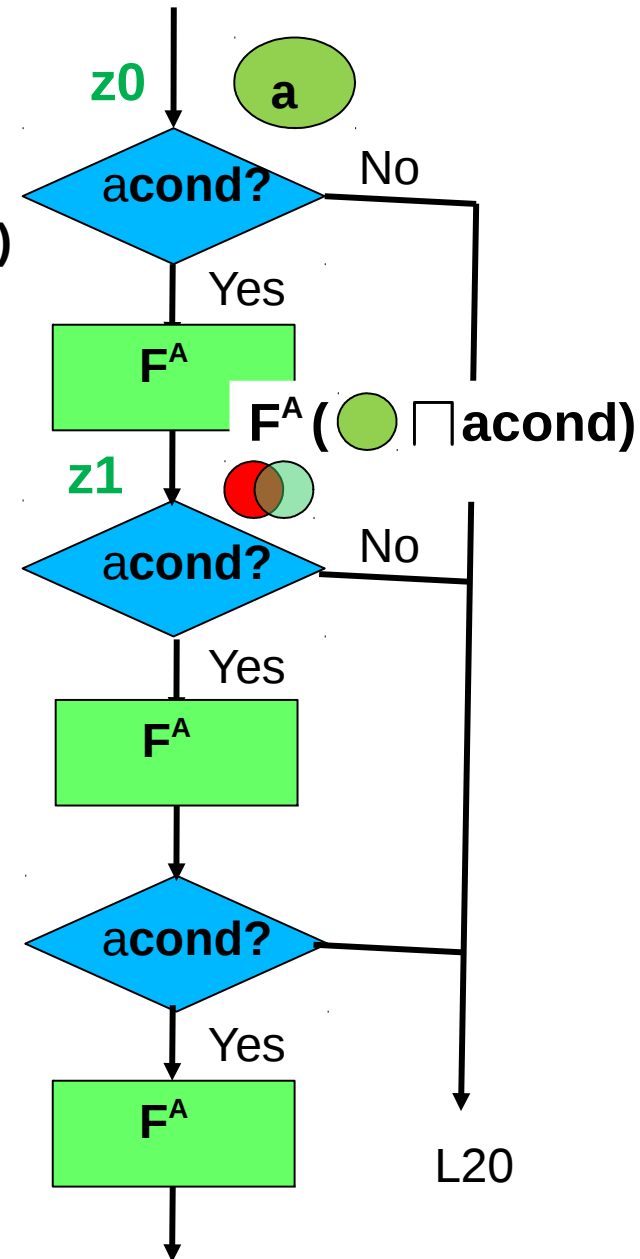 z0
a
acond?
No
)
Yes
F^A
F^A ( ⊓ acond)
z1
acond?
No
Yes
F^A
acond?
Yes
F^A
L20